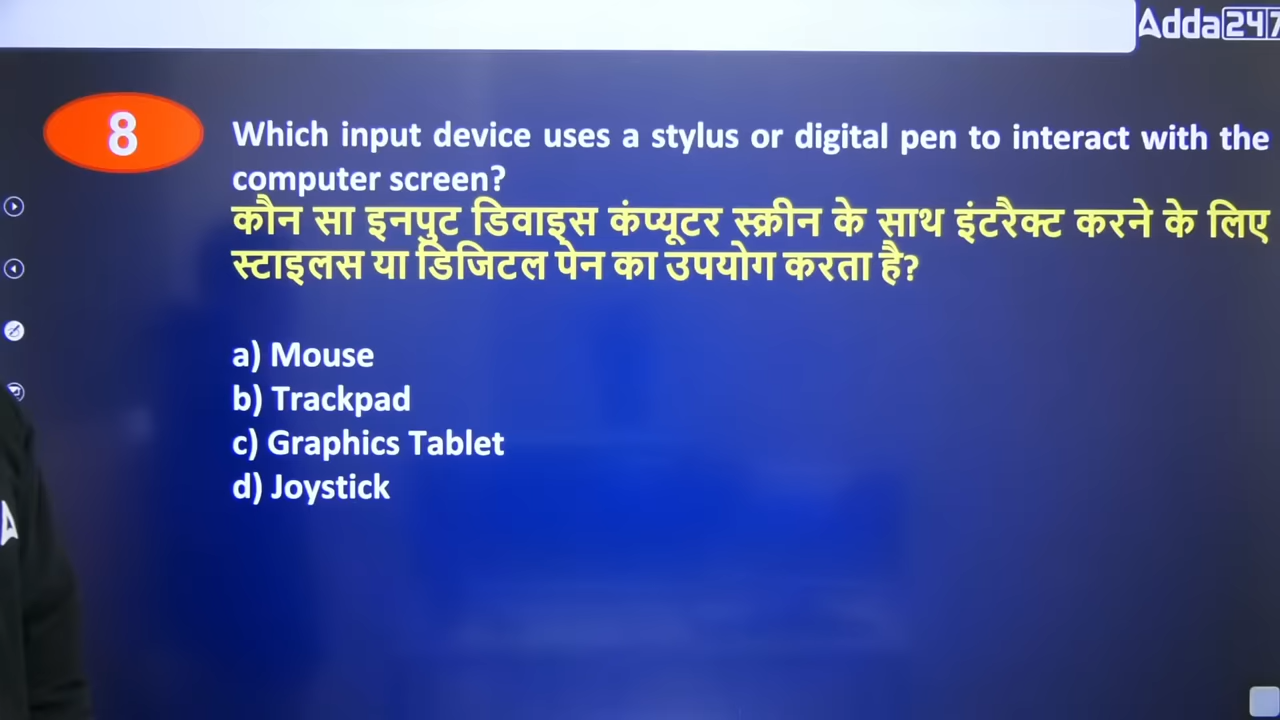 Adda247
8
Which input device uses a stylus or digital pen to interact with the
computer screen?
कौन सा इनपुट डिवाइस कंप्यूटर स्क्रीन के साथ इंटरैक्ट करने के लिए
स्टाइलस या डिजिटल पेन का उपयोग करता है?
a) Mouse
b) Trackpad
c) Graphics Tablet
d) Joystick